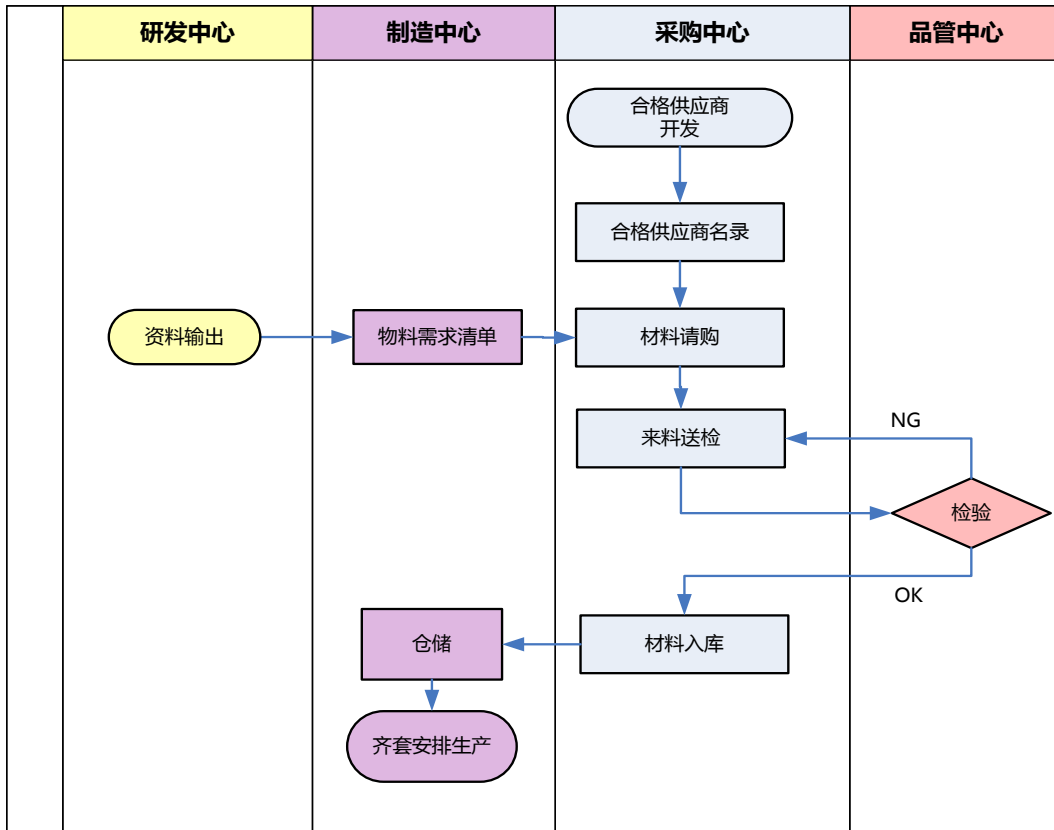 研发中心
制造中心
采购中心
品管中心
合格供应商
开发
合格供应商名录
资料输出
物料需求清单
材料请购
来料送检
NG
检验
OK
仓储
材料入库
齐套安排生产